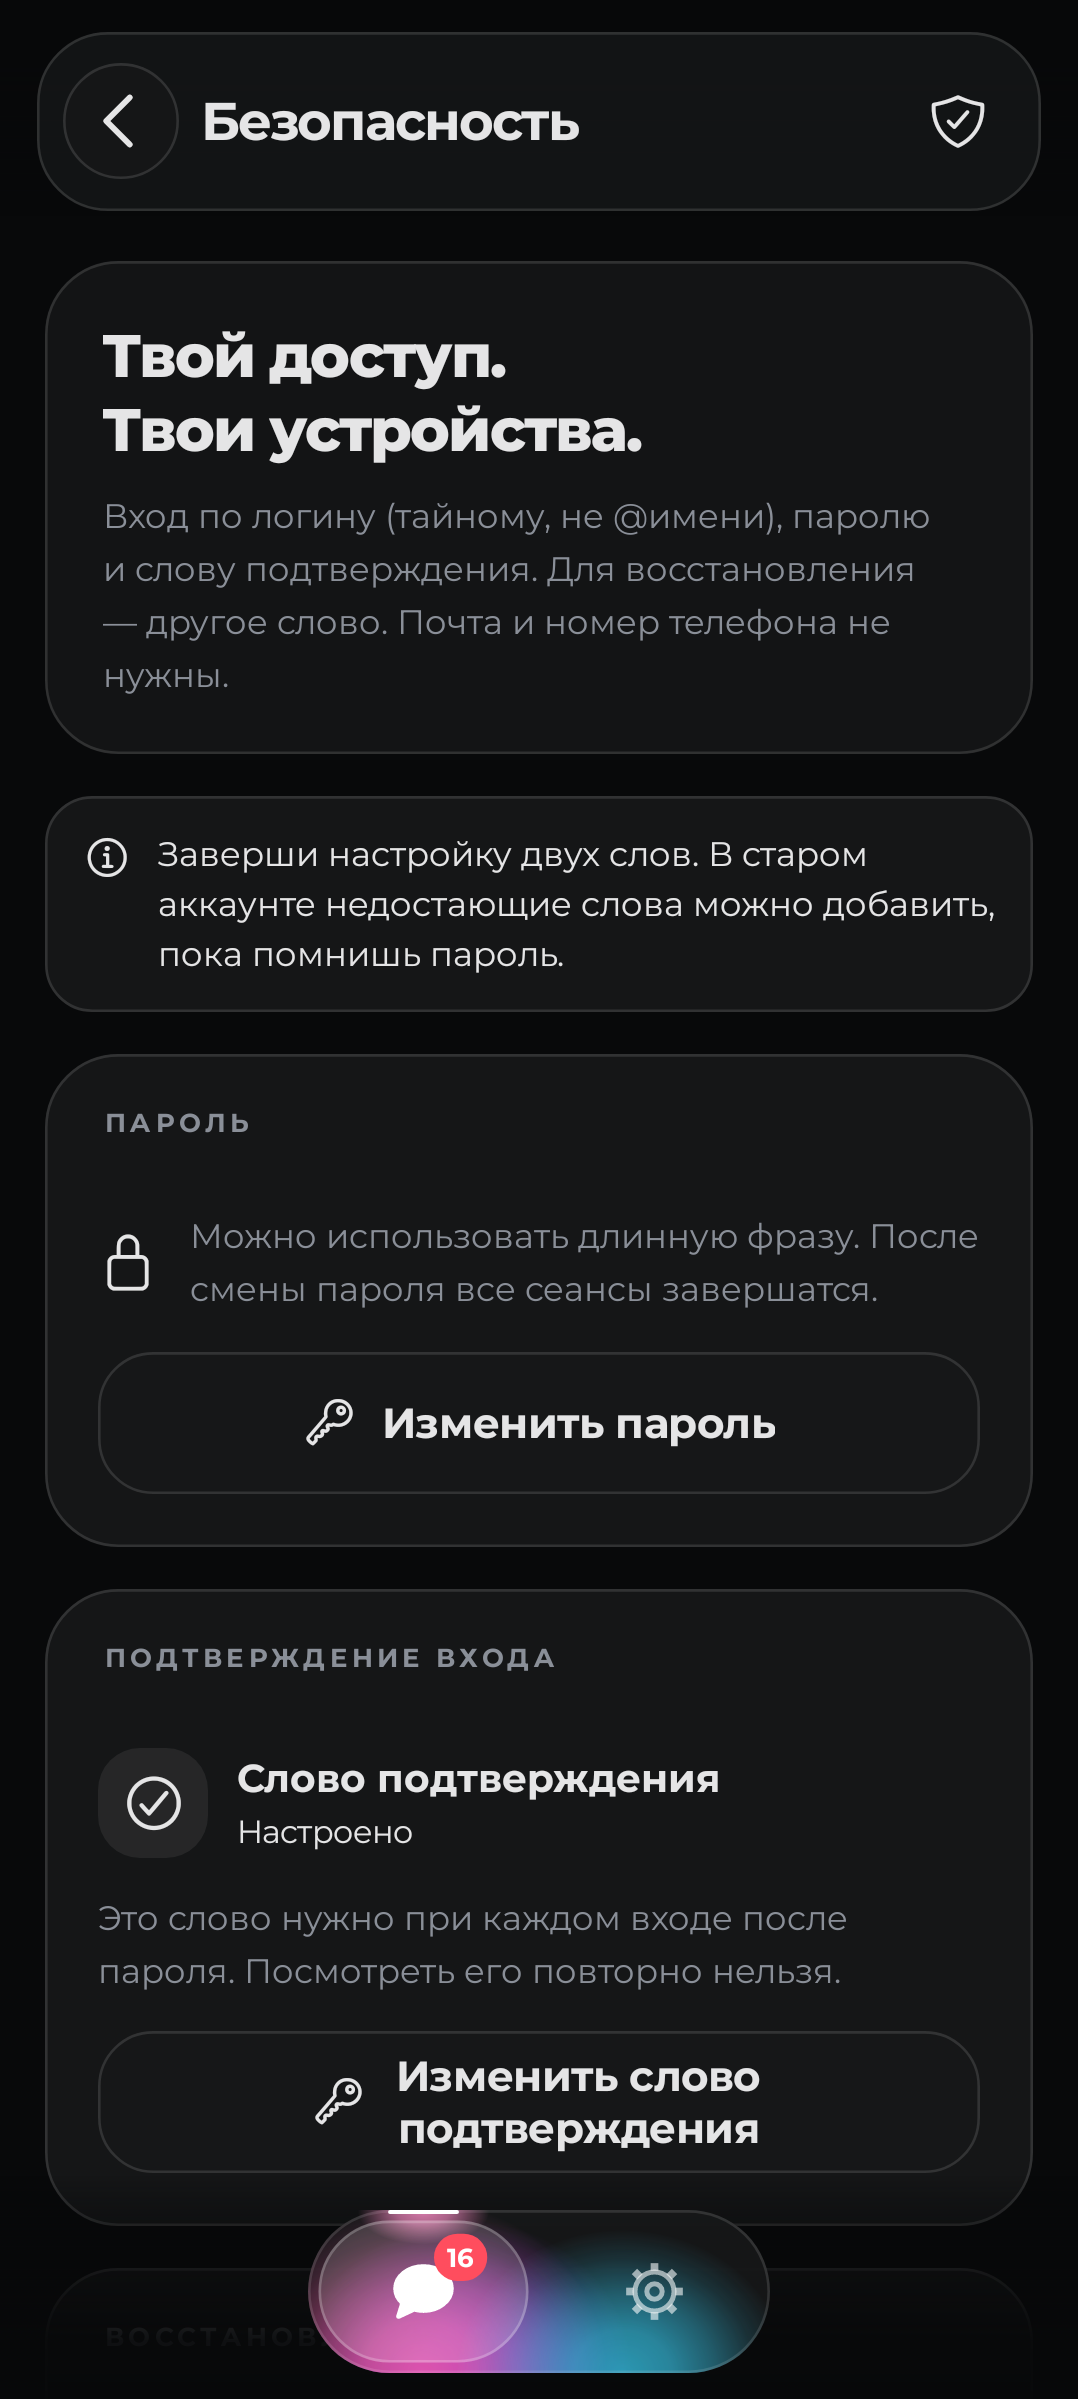 Безопасность
Твой доступ.
Твои устройства.
Вход по логину (тайному, не @имени), паролю
и слову подтверждения. Для восстановления
— другое слово. Почта и номер телефона не
нужны.
Заверши настройку двух слов. В старом
аккаунте недостающие слова можно добавить,
пока помнишь пароль.
ПАРОЛЬ
Можно использовать длинную фразу. После
смены пароля все сеансы завершатся.
Изменить пароль
ПОДТВЕРЖДЕНИЕ ВХОДА
Слово подтверждения
Настроено
Это слово нужно при каждом входе после
пароля. Посмотреть его повторно нельзя.
Изменить слово
подтверждения
16